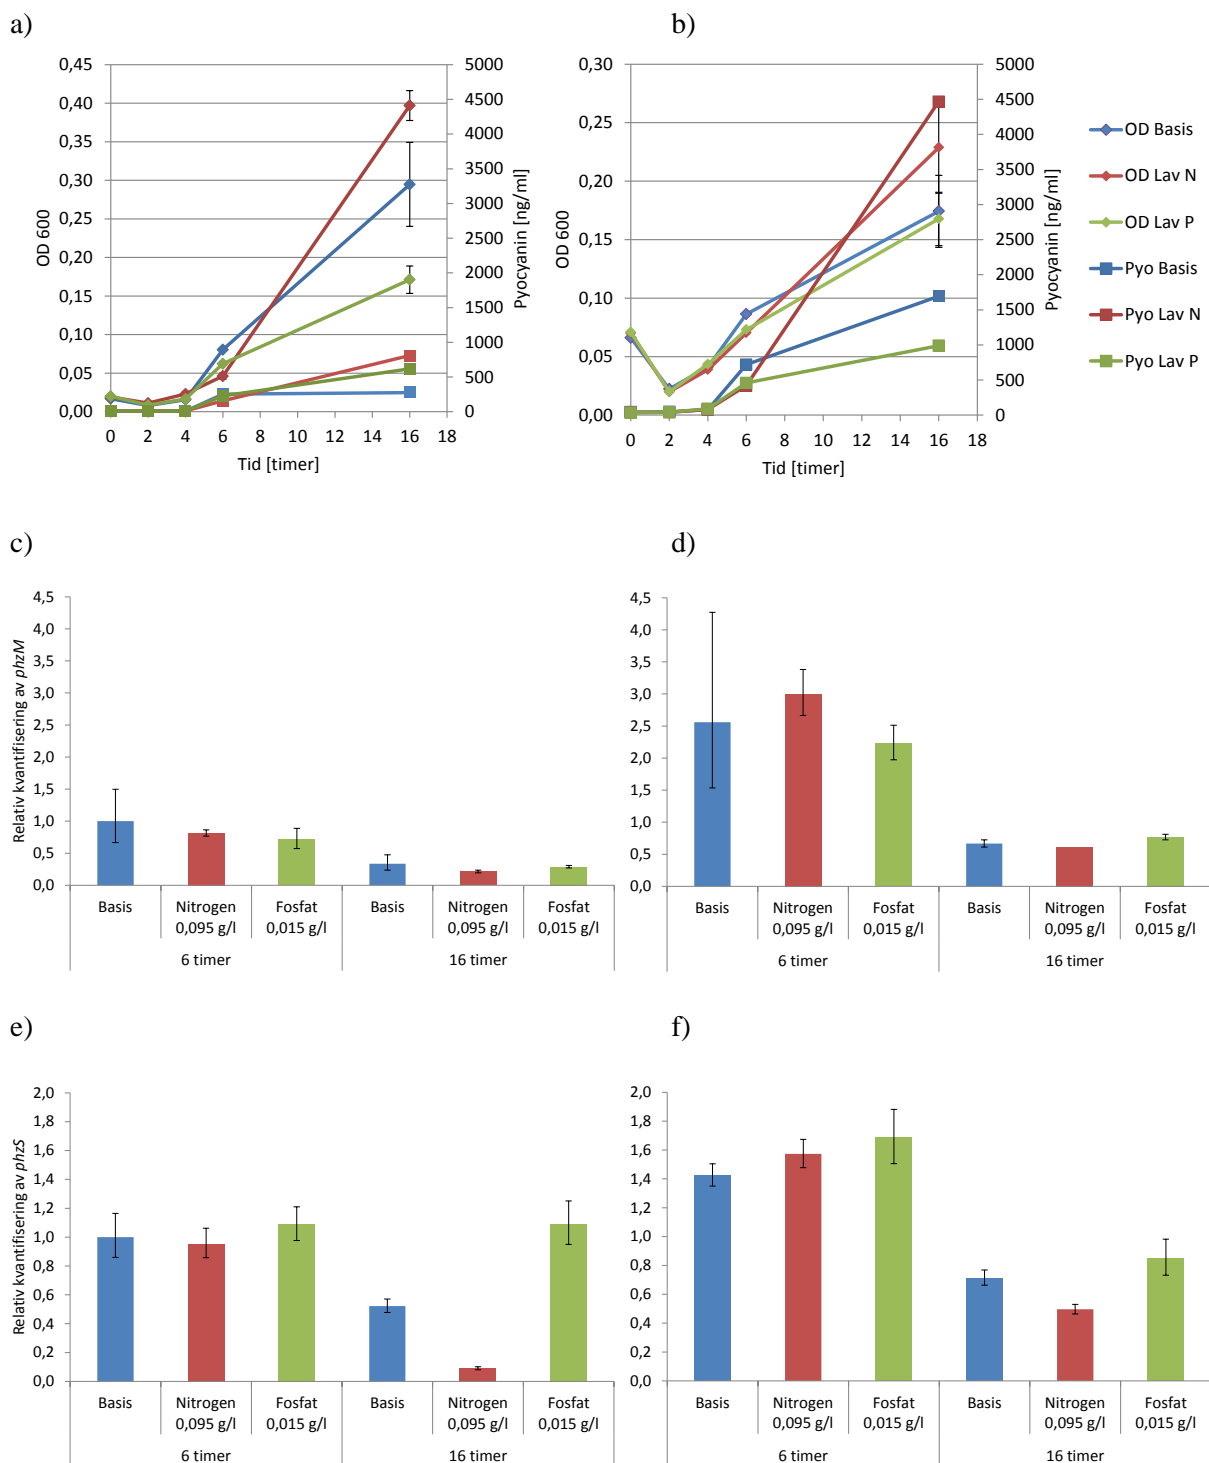 a)
0,45
0,40
0,35
0,30
0,25
0,20
0,15
0,10
0,05
0,00
OD 600
5000
4500
4000
3500
3000
2500
2000
1500
1000
500
0
Pyocyanin [ng/ml]
0 2 4 6 8 10 12 14 16 18
Tid [timer]
b)
0,30
0,25
0,20
0,15
0,10
0,05
0,00
OD 600
5000
4500
4000
3500
3000
2500
2000
1500
1000
500
0
Pyocyanin [ng/ml]
0 2 4 6 8 10 12 14 16 18
Tid [timer]
OD Basis
OD Lav N
OD Lav P
Pyo Basis
Pyo Lav N
Pyo Lav P
c)
4,5
4,0
3,5
3,0
2,5
2,0
1,5
1,0
0,5
0,0
Relativ kvantifisering av phzM
Basis Nitrogen Fosfat Basis Nitrogen Fosfat
0,095 g/l 0,015 g/l 0,095 g/l 0,015 g/l
6 timer 16 timer
d)
4,5
4,0
3,5
3,0
2,5
2,0
1,5
1,0
0,5
0,0
Basis Nitrogen Fosfat Basis Nitrogen Fosfat
0,095 g/l 0,015 g/l 0,095 g/l 0,015 g/l
6 timer 16 timer
e)
2,0
1,8
1,6
1,4
1,2
1,0
0,8
0,6
0,4
0,2
0,0
Relativ kvantifisering av phzS
Basis Nitrogen Fosfat Basis Nitrogen Fosfat
0,095 g/l 0,015 g/l 0,095 g/l 0,015 g/l
6 timer 16 timer
f)
2,0
1,8
1,6
1,4
1,2
1,0
0,8
0,6
0,4
0,2
0,0
Basis Nitrogen Fosfat Basis Nitrogen Fosfat
0,095 g/l 0,015 g/l 0,095 g/l 0,015 g/l
6 timer 16 timer